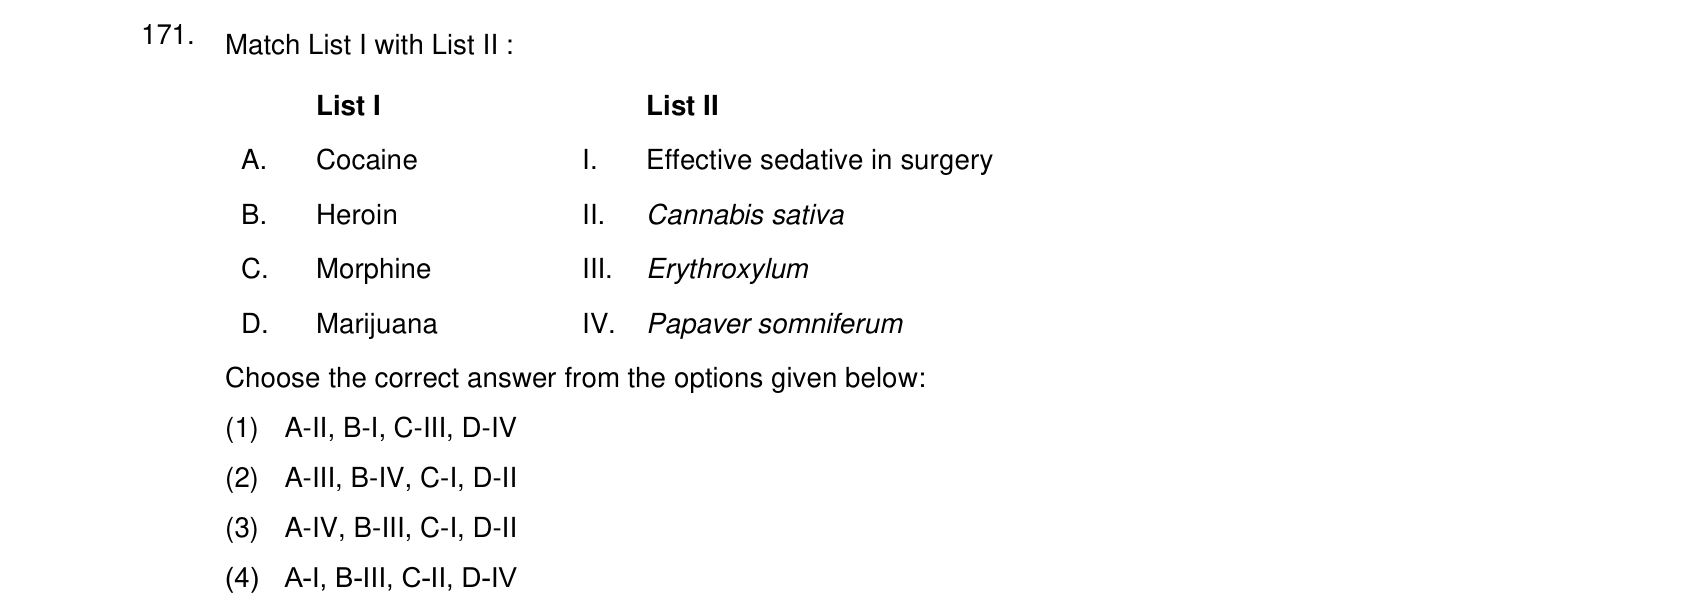 171. Match List I with List II :
List I List II
A. Cocaine I. Effective sedative in surgery
B. Heroin II. Cannabis sativa
C. Morphine III. Erythroxylum
D. Marijuana IV. Papaver somniferum
Choose the correct answer from the options given below:
(1) A-II, B-I, C-III, D-IV
(2) A-III, B-IV, C-I, D-II
(3) A-IV, B-III, C-I, D-II
(4) A-I, B-III, C-II, D-IV